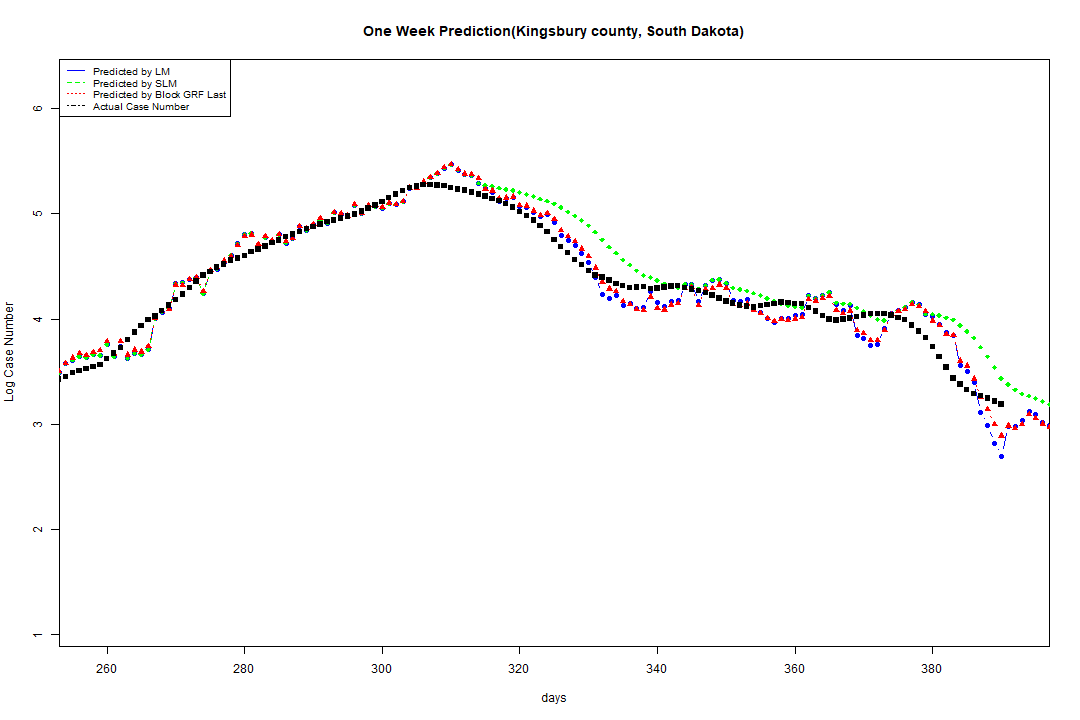 One Week Prediction(Kingsbury county, South Dakota)
Predicted by LM
Predicted by SLM
Predicted by Block GRF Last
Actual Case Number
6
5
4
3
2
1
Log Case Number
260 280 300 320 340 360 380
days